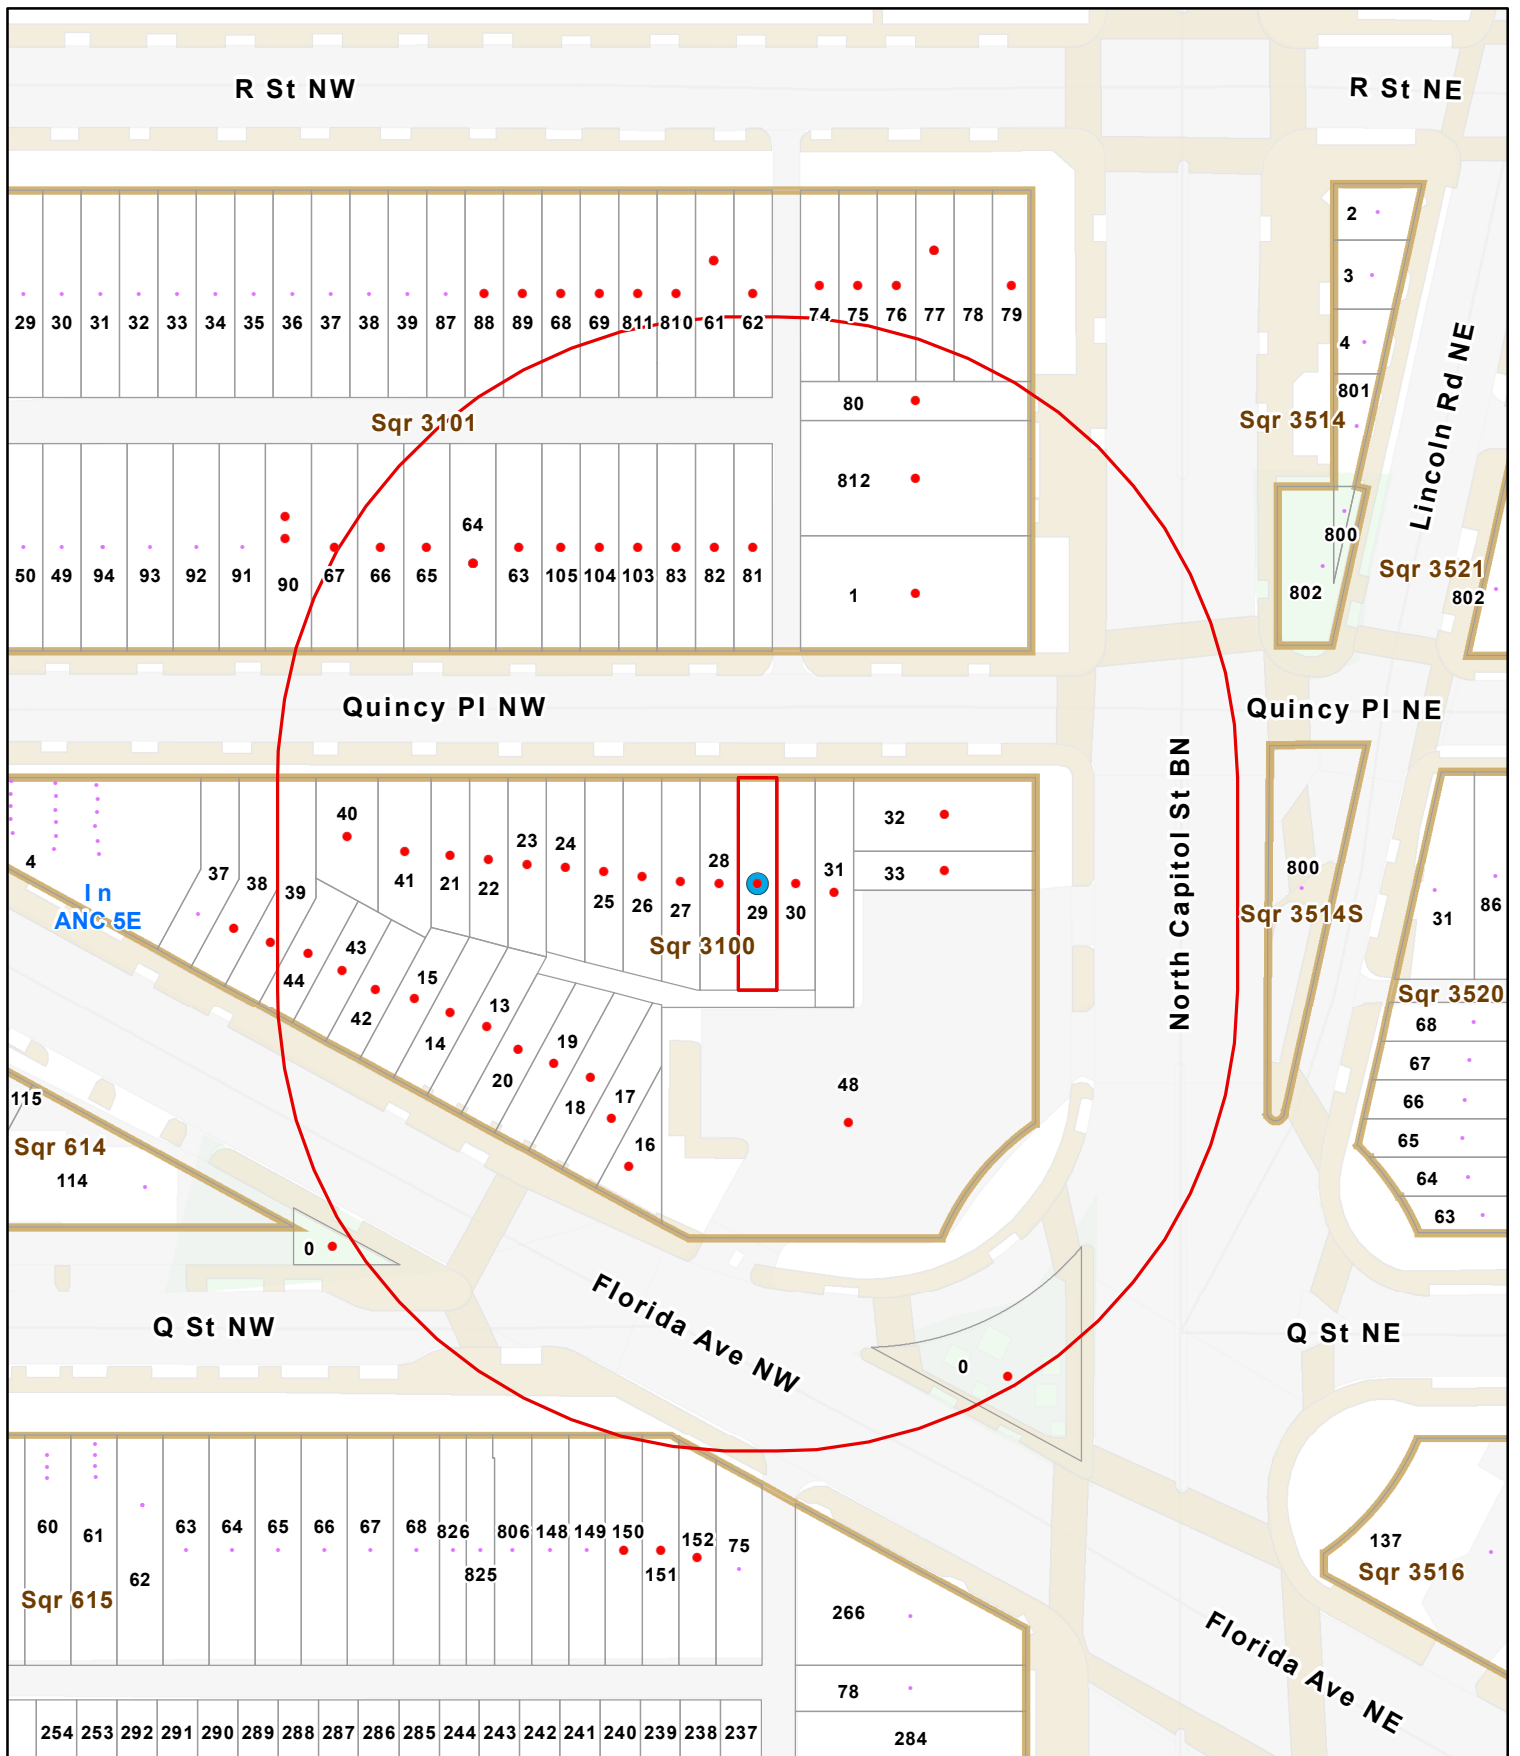 R St NW
R St NE
2
3
4
801
29 30 31 32 33 34 35 36 37 38 39 87 88 89 68 69 811 810 61 62 74 75 76 77 78 79
Lincoln Rd NE
80
Sqr 3101
Sqr 3514
812
64
800
50 49 94 93 92 91 90 67 66 65 63 105 104 103 83 82 81
1
802
Sqr 3521
802
Quincy Pl NW
Quincy Pl NE
North Capitol St BN
40
23 24
32
4
37 38 39
41 21 22
28
31
33
800
25 26 27
29 30
31
86
In
ANC 5E
Sqr 3100
Sqr 3514S
43
44
15
42
13
14
Sqr 3520
68
19
20
67
48
115
17
18
66
Sqr 614
16
65
114
64
63
0
Florida Ave NW
Q St NW
Q St NE
0
60
61
63 64 65 66 67 68 826 806 148 149 150
152
75
62
825
151
137
Sqr 615
Sqr 3516
266
Florida Ave NE
78
254 253 292 291 290 289 288 287 286 285 244 243 242 241 240 239 238 237
284